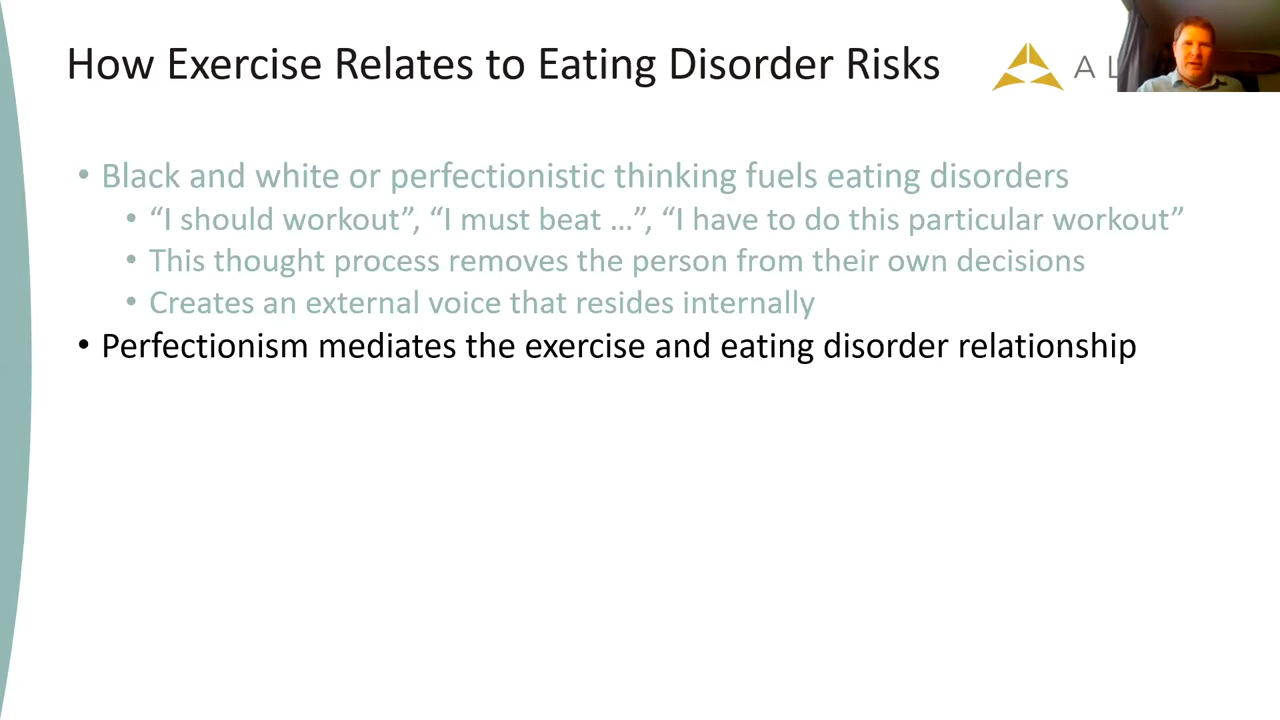 How Exercise Relates to Eating Disorder Risks
A L
• Black and white or perfectionistic thinking fuels eating disorders
• “I should workout”, “I must beat …”, “I have to do this particular workout”
• This thought process removes the person from their own decisions
• Creates an external voice that resides internally
• Perfectionism mediates the exercise and eating disorder relationship